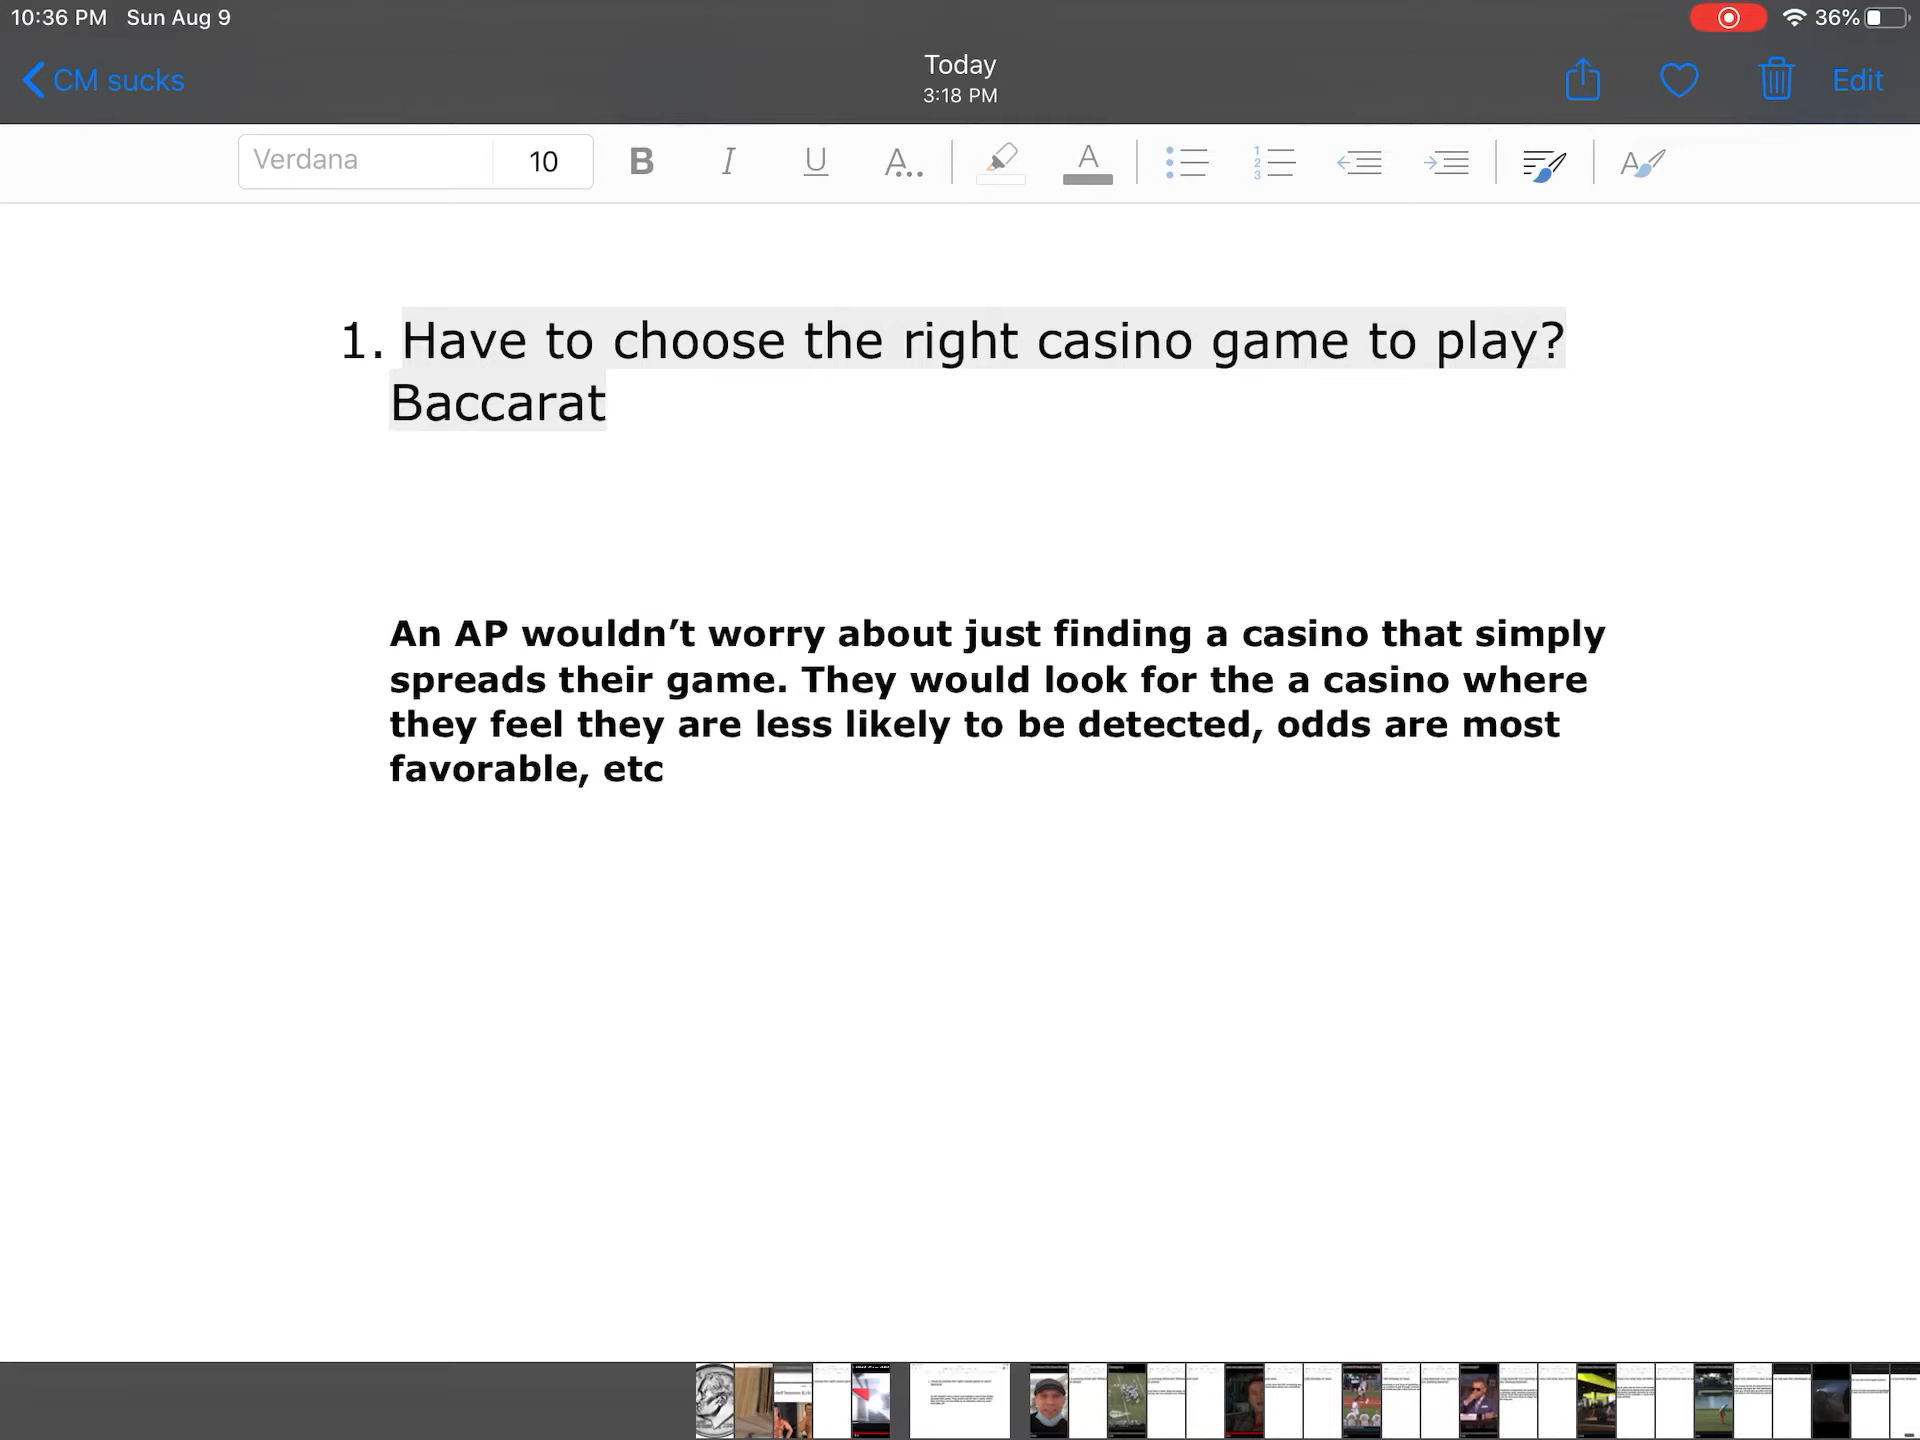 10:36 PM Sun Aug 9
36%
CM sucks
Today
3:18 PM
Edit
Verdana
10
B I U A...
A
1. Have to choose the right casino game to play?
Baccarat
An AP wouldn’t worry about just finding a casino that simply
spreads their game. They would look for the a casino where
they feel they are less likely to be detected, odds are most
favorable, etc